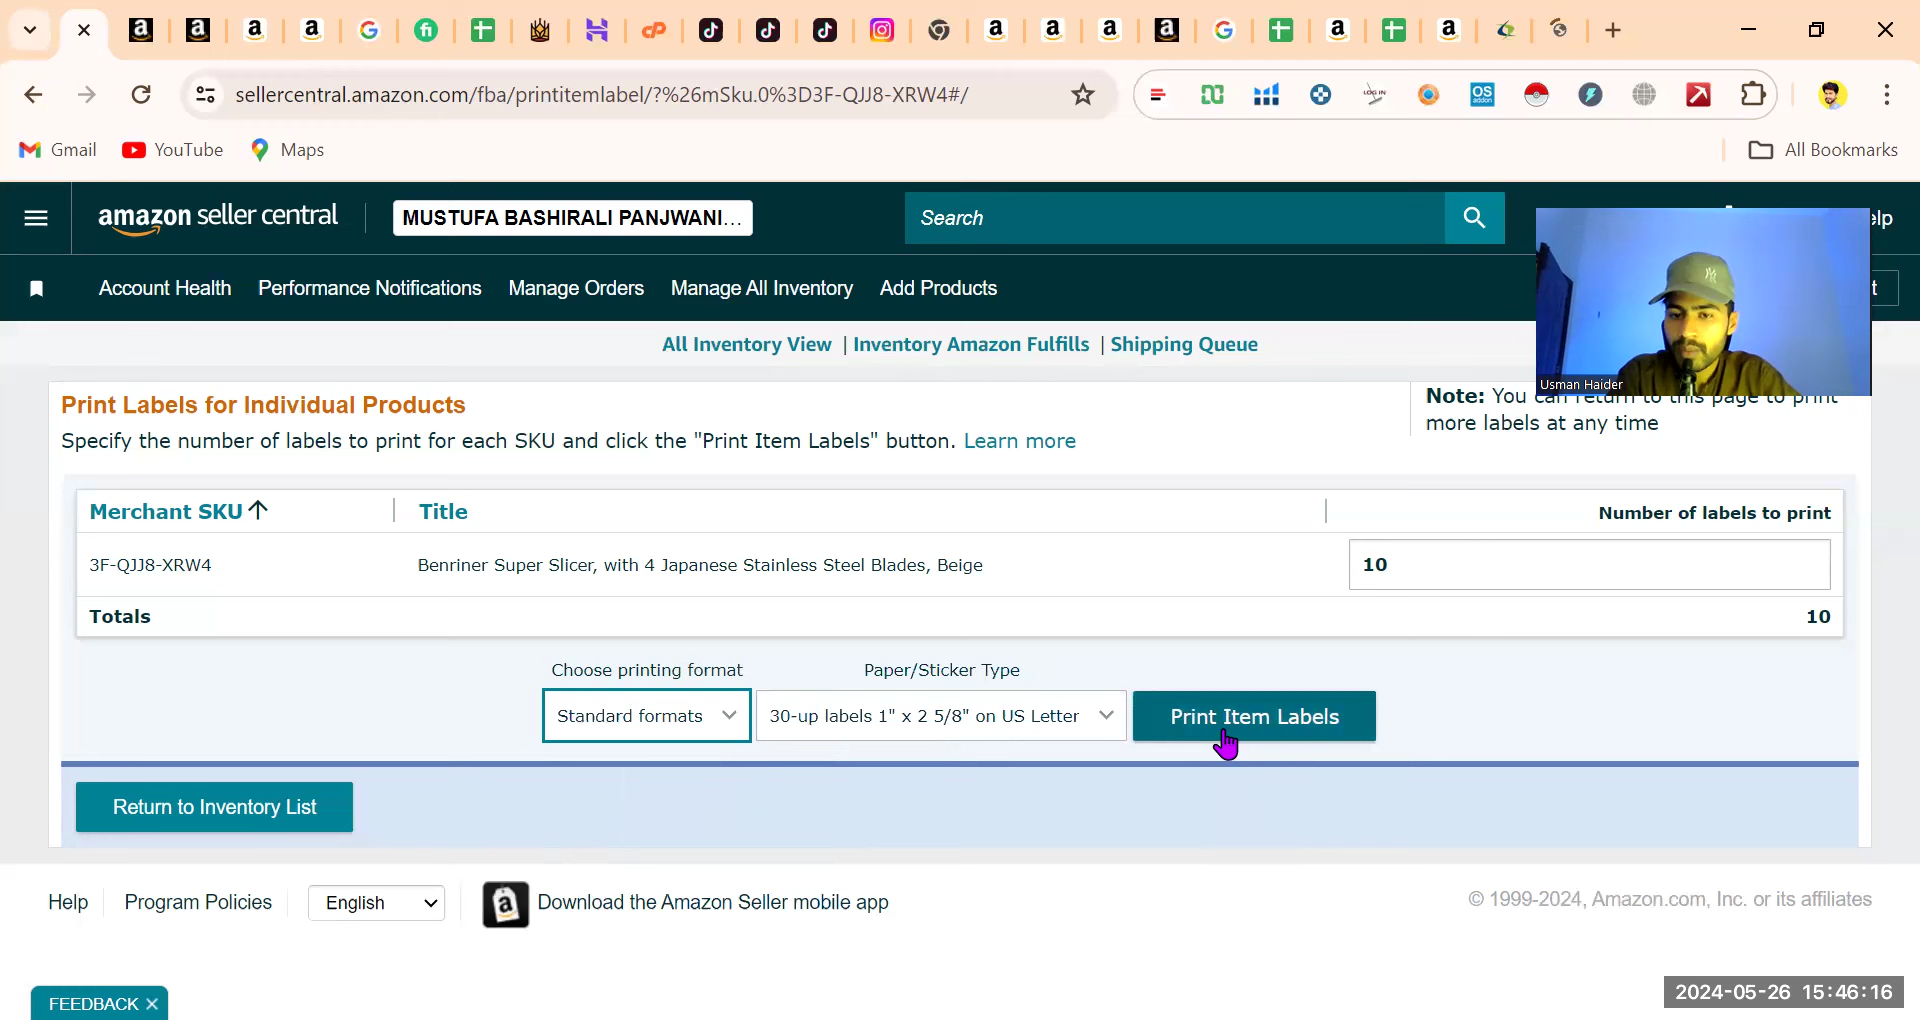 sellercentral.amazon.com/fba/printitemlabel/?%26mSku.0%3D3F-QJJ8-XRW4#/
Gmail YouTube Maps All Bookmarks
amazon seller central MUSTUFA BASHIRALI PANJWANI... Search
Account Health Performance Notifications Manage Orders Manage All Inventory Add Products
All Inventory View | Inventory Amazon Fulfills | Shipping Queue
Usman Haider
Print Labels for Individual Products
Note: You can return to this page to print
more labels at any time
Specify the number of labels to print for each SKU and click the "Print Item Labels" button. Learn more
Merchant SKU Title Number of labels to print
3F-QJJ8-XRW4 Benriner Super Slicer, with 4 Japanese Stainless Steel Blades, Beige 10
Totals 10
Choose printing format Paper/Sticker Type
Standard formats 30-up labels 1" x 2 5/8" on US Letter Print Item Labels
Return to Inventory List
Help Program Policies English Download the Amazon Seller mobile app © 1999-2024, Amazon.com, Inc. or its affiliates
FEEDBACK
2024-05-26 15:46:16